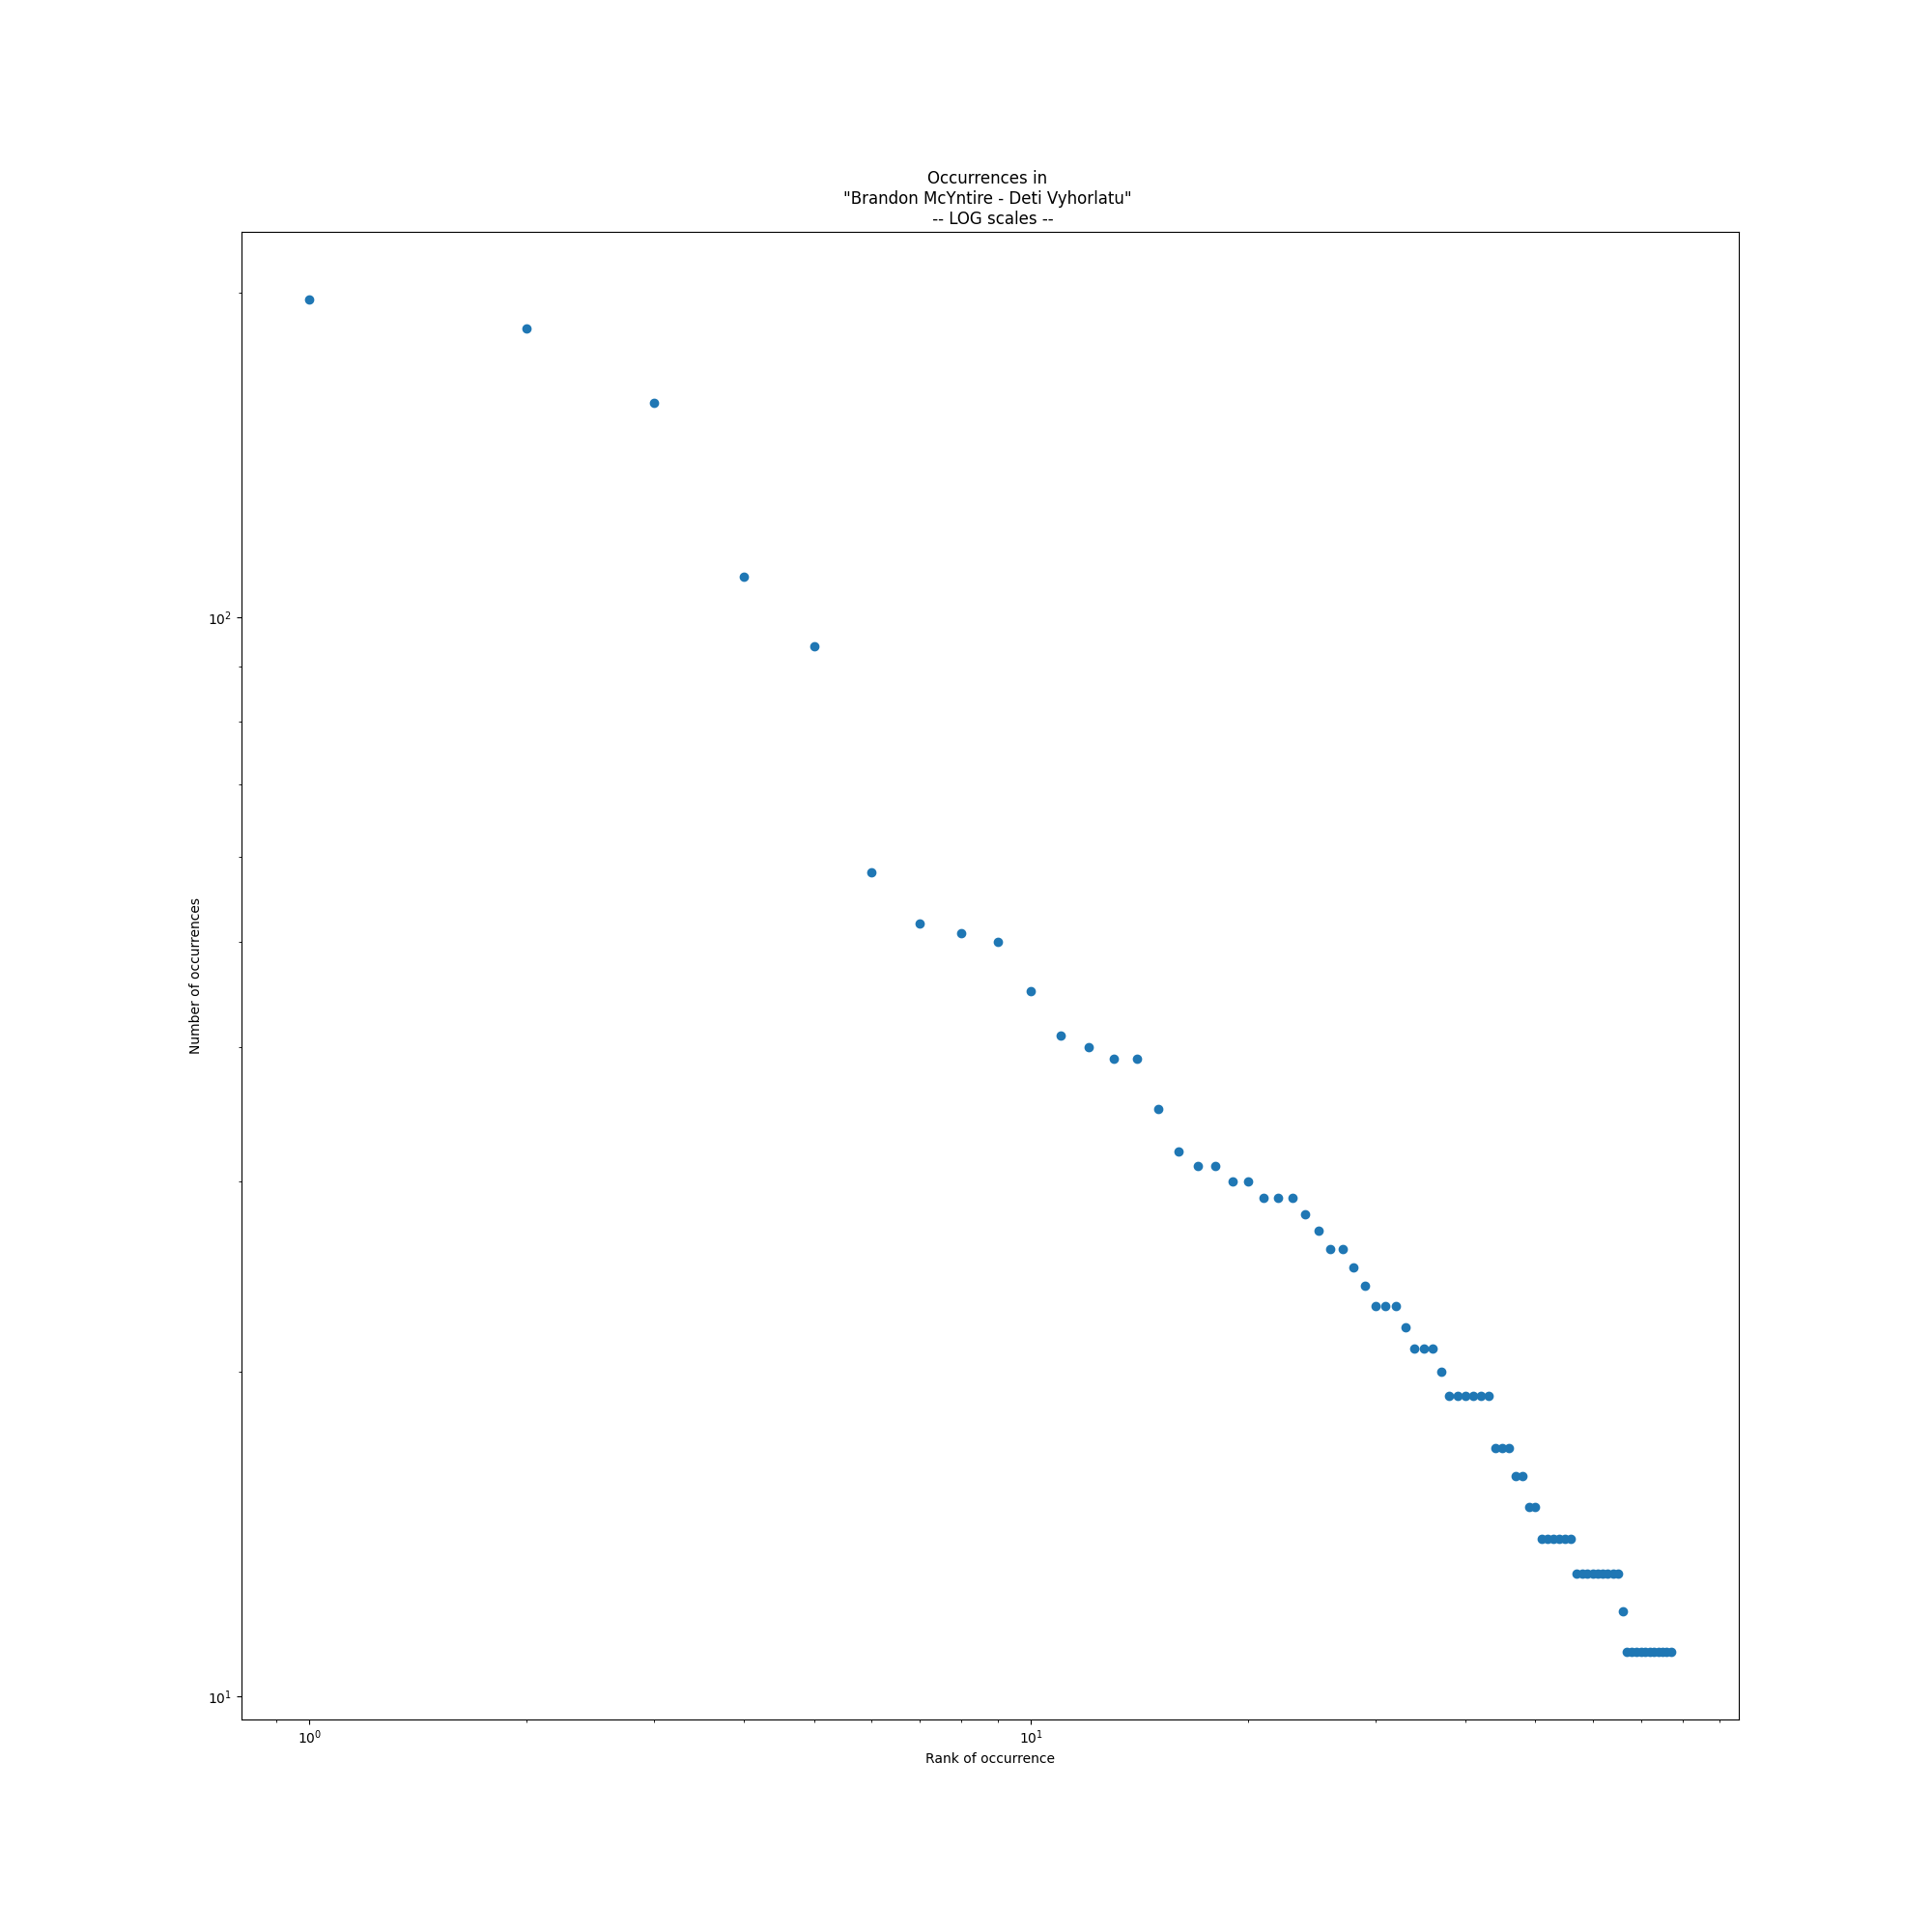 Occurrences in
"Brandon McYntire - Deti Vyhorlatu"
-- LOG scales --
10²
Number of occurrences
10¹
10⁰ 10¹
Rank of occurrence